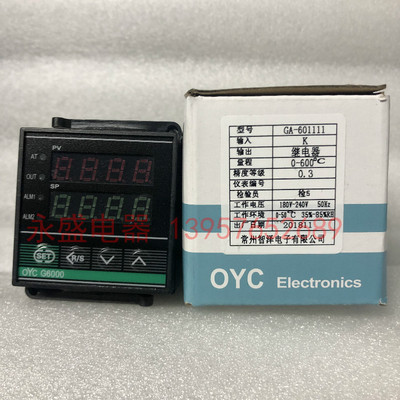 PV
AT
OUT
SP
ALM1
ALM2
SET
R/S
OYC G6000
型号 GA-601111
输入 K
输出 继电器
量程 0-600℃
精度等级 0.3
仪表编号
检验员 检5
工作电压 180V-240V 50Hz
工作环境 0-50℃ 35%-85%RH
出厂日期 201811
常州智泽电子有限公司
OYC Electronics
永盛电器